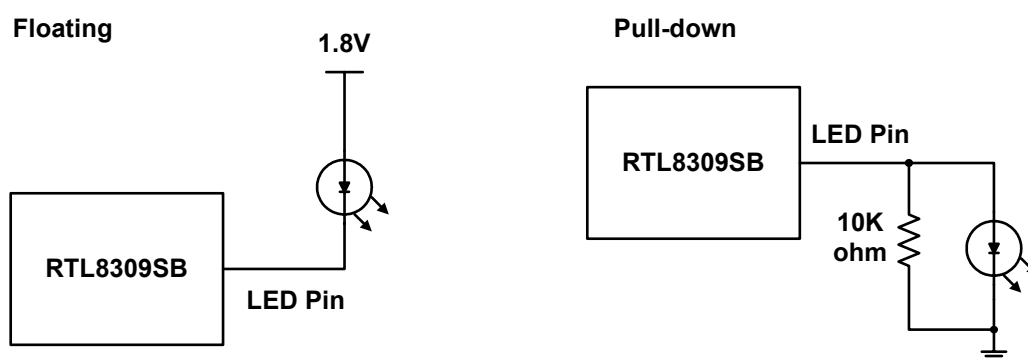 Floating
1.8V
RTL8309SB
LED Pin
Pull-down
LED Pin
RTL8309SB
10K
ohm